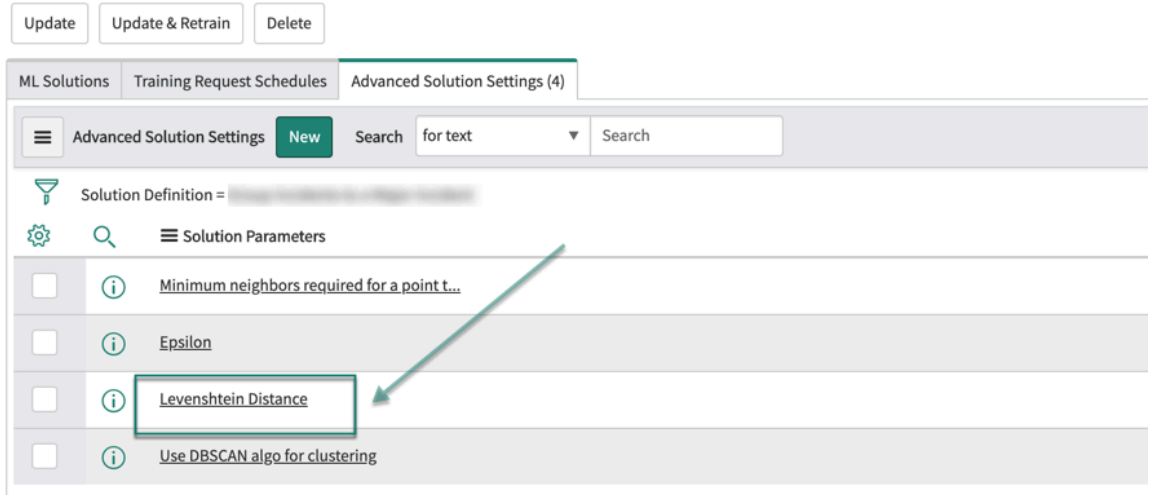 Update Update & Retrain Delete
ML Solutions Training Request Schedules Advanced Solution Settings (4)
Advanced Solution Settings New Search for text Search
Solution Definition =
Solution Parameters
Minimum neighbors required for a point t...
Epsilon
Levenshtein Distance
Use DBSCAN algo for clustering